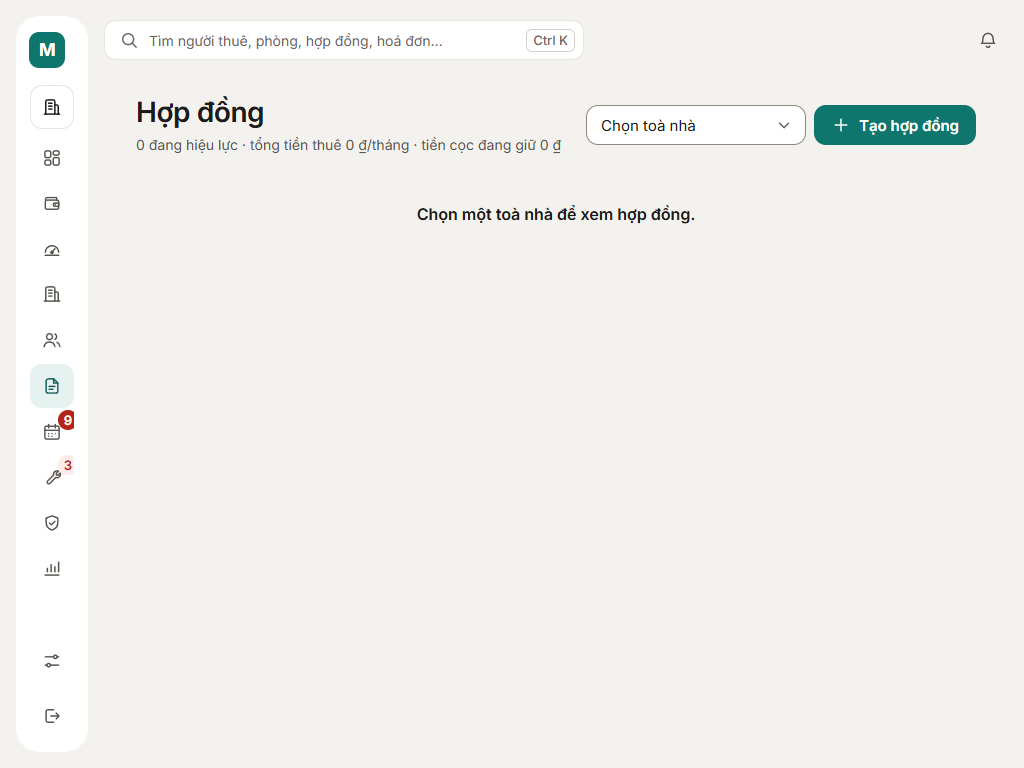 M
Tìm người thuê, phòng, hợp đồng, hoá đơn...
Ctrl K
Hợp đồng
0 đang hiệu lực · tổng tiền thuê 0 ₫/tháng · tiền cọc đang giữ 0 ₫
Chọn toà nhà
Tạo hợp đồng
Chọn một toà nhà để xem hợp đồng.
9
3